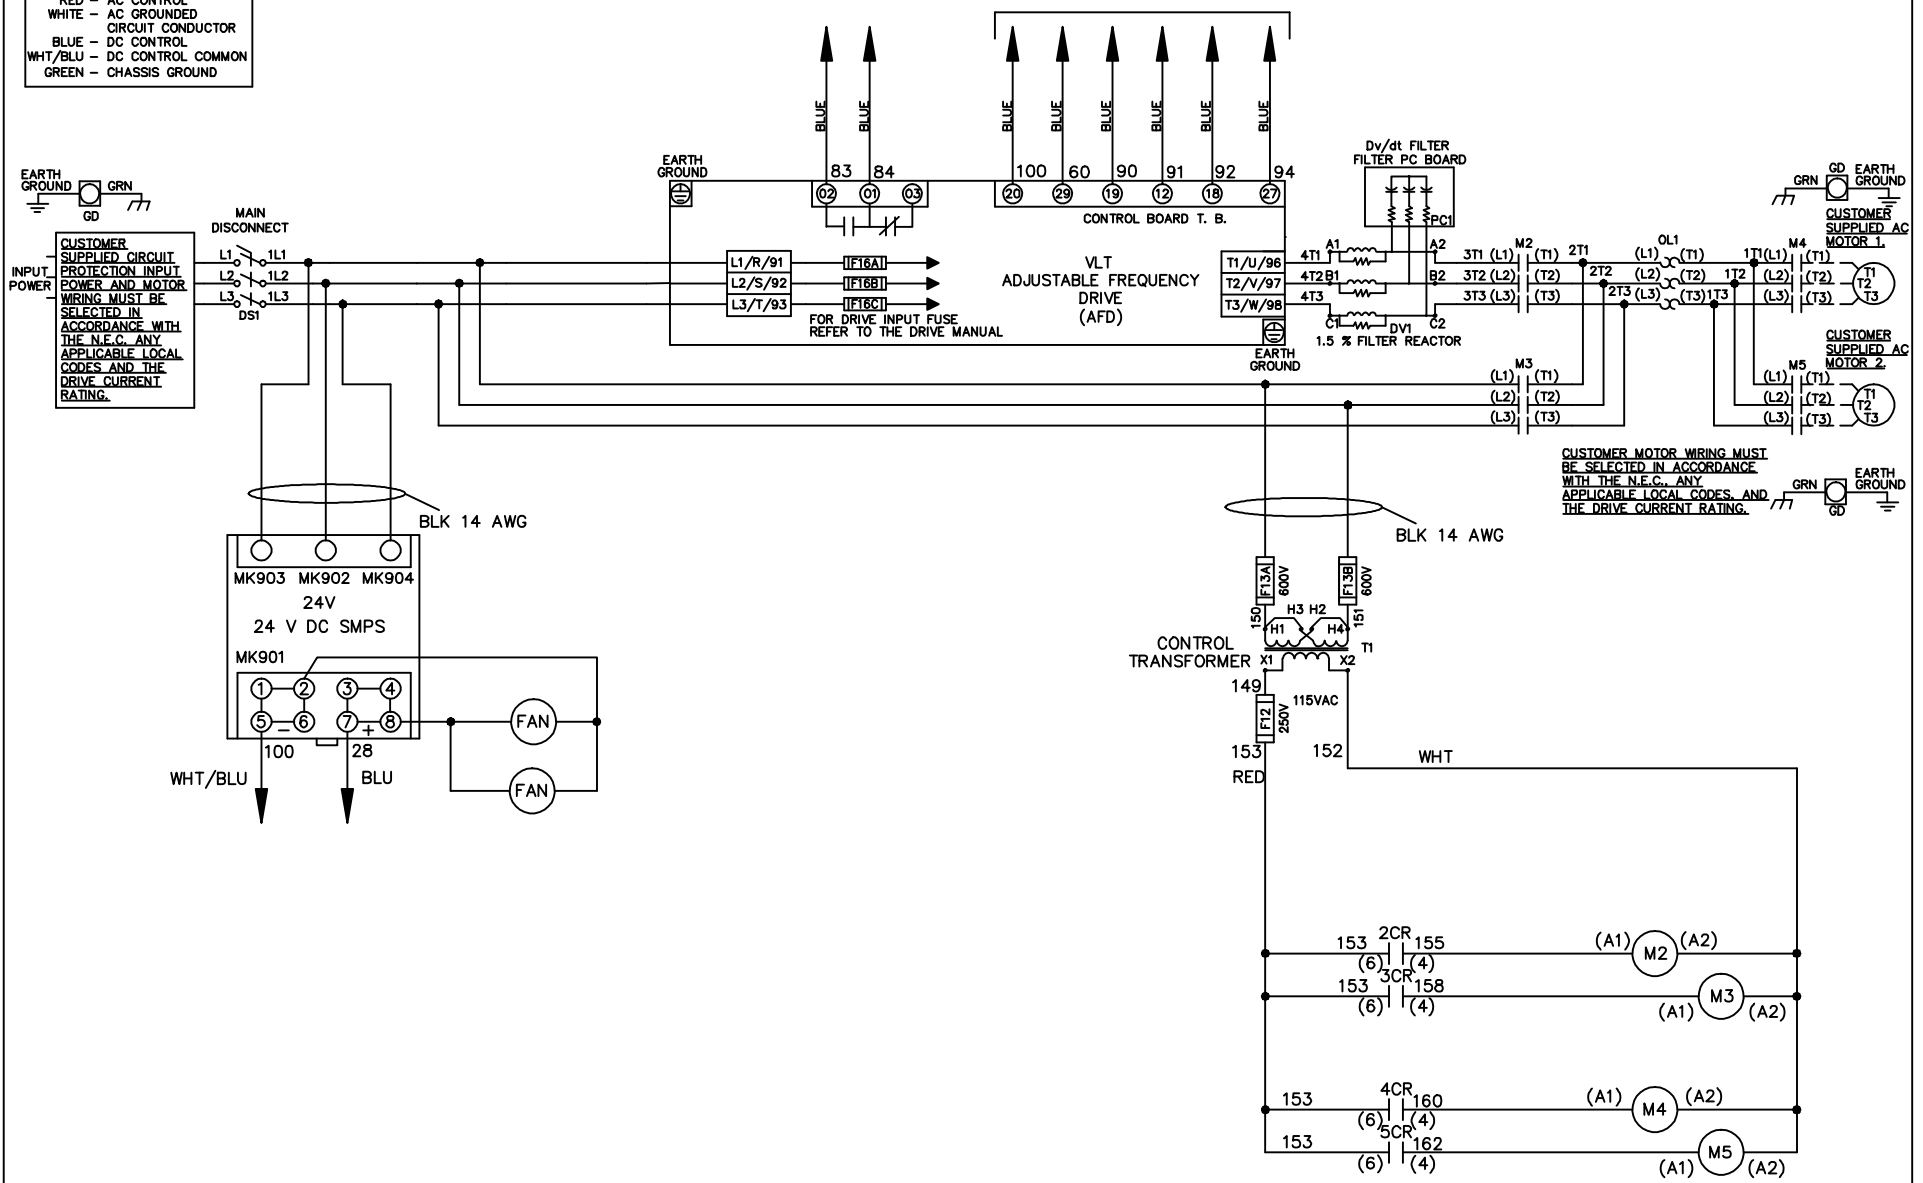 RED – AC CONTROL
WHITE – AC GROUNDED
CIRCUIT CONDUCTOR
BLUE – DC CONTROL
WHT/BLU – DC CONTROL COMMON
GREEN – CHASSIS GROUND
BLUE
BLUE
BLUE
BLUE
BLUE
BLUE
BLUE
BLUE
EARTH
GROUND
GRN
GD
MAIN
DISCONNECT
L1
1L1
L2
1L2
L3
1L3
DS1
INPUT
POWER
CUSTOMER
SUPPLIED CIRCUIT
PROTECTION INPUT
POWER AND MOTOR
WIRING MUST BE
SELECTED IN
ACCORDANCE WITH
THE N.E.C. ANY
APPLICABLE LOCAL
CODES AND THE
DRIVE CURRENT
RATING.
EARTH
GROUND
83
84
02
01
03
100
60
90
91
92
94
20
29
19
12
18
27
CONTROL BOARD T. B.
L1/R/91
L2/S/92
L3/T/93
F16A
F16B
F16C
FOR DRIVE INPUT FUSE
REFER TO THE DRIVE MANUAL
VLT
ADJUSTABLE FREQUENCY
DRIVE
(AFD)
T1/U/96
T2/V/97
T3/W/98
EARTH
GROUND
4T1
4T2
4T3
Dv/dt FILTER
FILTER PC BOARD
PC1
A1
A2
B1
B2
C1
C2
DV1
1.5 % FILTER REACTOR
3T1 (L1)
3T2 (L2)
3T3 (L3)
M2
(T1)
(T2)
(T3)
2T1
2T2
2T3
OL1
(L1)
(L2)
(L3)
(T1)
(T2)
(T3)
1T1
1T2
1T3
M4
(L1)
(L2)
(L3)
(T1)
(T2)
(T3)
T1
T2
T3
GRN
GD
EARTH
GROUND
CUSTOMER
SUPPLIED AC
MOTOR 1.
M3
(L1)
(L2)
(L3)
(T1)
(T2)
(T3)
CUSTOMER
SUPPLIED AC
MOTOR 2.
M5
(L1)
(L2)
(L3)
(T1)
(T2)
(T3)
T1
T2
T3
CUSTOMER MOTOR WIRING MUST
BE SELECTED IN ACCORDANCE
WITH THE N.E.C., ANY
APPLICABLE LOCAL CODES, AND
THE DRIVE CURRENT RATING.
GRN
GD
EARTH
GROUND
BLK 14 AWG
MK903
MK902
MK904
24V
24 V DC SMPS
MK901
1
2
3
4
5
6
7
8
–
+
100
28
WHT/BLU
BLU
FAN
FAN
BLK 14 AWG
F13A
600V
F13B
600V
150
151
H3 H2
H1
H4
T1
CONTROL
TRANSFORMER
X1
X2
149
115VAC
F12
250V
153
152
RED
WHT
153
2CR
155
(6)
(4)
(A1)
M2
(A2)
153
3CR
158
(6)
(4)
(A1)
M3
(A2)
153
4CR
160
(6)
(4)
(A1)
M4
(A2)
153
5CR
162
(6)
(4)
(A1)
M5
(A2)